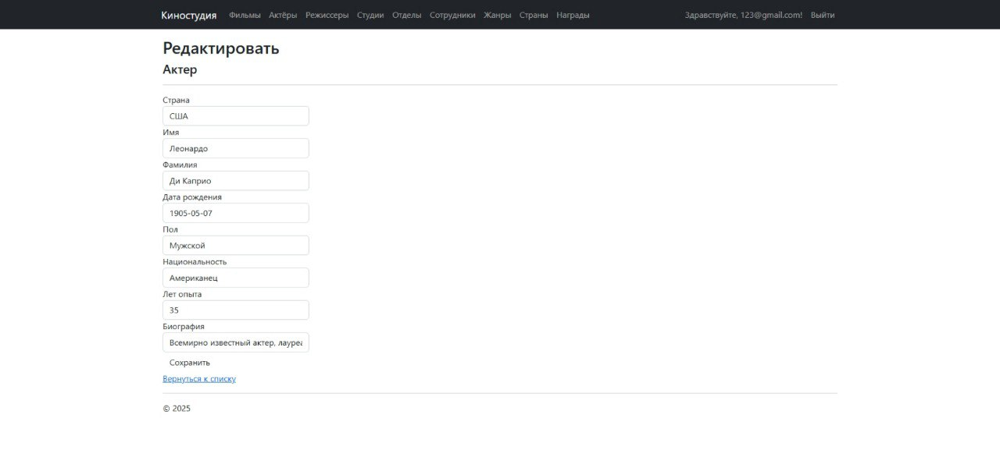 Киностудия Фильмы Актёры Режиссеры Студии Отделы Сотрудники Жанры Страны Награды Здравствуйте, 123@gmail.com! Выйти
Редактировать
Актер
Страна
США
Имя
Леонардо
Фамилия
Ди Каприо
Дата рождения
1905-05-07
Пол
Мужской
Национальность
Американец
Лет опыта
35
Биография
Всемирно известный актер, лауреа
Сохранить
Вернуться к списку
© 2025